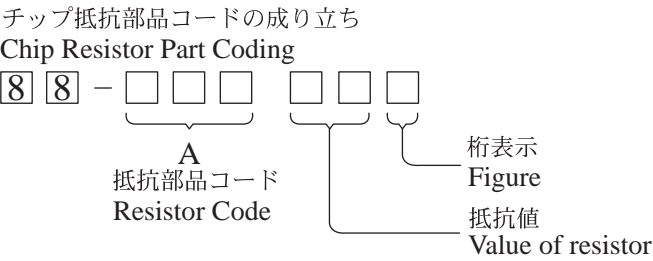 チップ抵抗部品コードの成り立ち
Chip Resistor Part Coding
8 8 - □ □ □ □ □ □
A
抵抗部品コード
Resistor Code
桁表示
Figure
抵抗値
Value of resistor